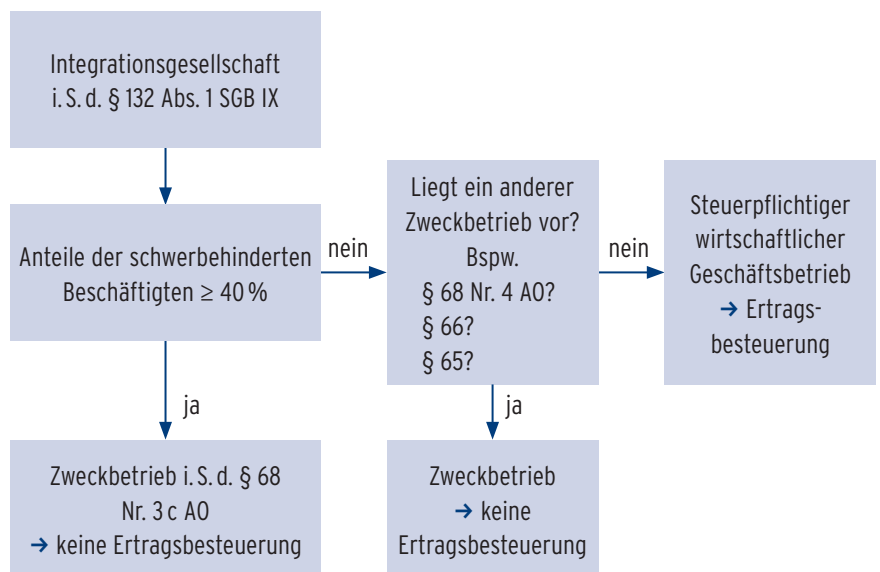 Integrationsgesellschaft
i. S. d. § 132 Abs. 1 SGB IX
Anteile der schwerbehinderten
Beschäftigten ≥ 40 %
nein
Liegt ein anderer
Zweckbetrieb vor?
Bspw.
§ 68 Nr. 4 AO?
§ 66?
§ 65?
nein
Steuerpflichtiger
wirtschaftlicher
Geschäftsbetrieb
→ Ertrags-
besteuerung
ja
Zweckbetrieb i. S. d. § 68
Nr. 3 c AO
→ keine Ertragsbesteuerung
ja
Zweckbetrieb
→ keine
Ertragsbesteuerung